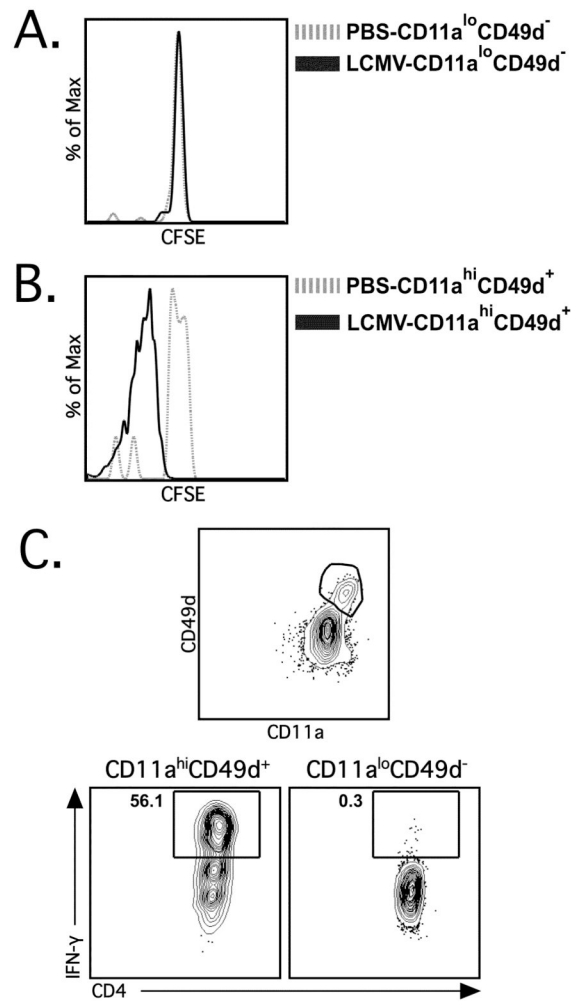 A.
PBS-CD11a^lo CD49d^-
LCMV-CD11a^lo CD49d^-
% of Max
CFSE
B.
PBS-CD11a^hi CD49d^+
LCMV-CD11a^hi CD49d^+
% of Max
CFSE
C.
CD49d
CD11a
CD11a^hi CD49d^+
CD11a^lo CD49d^-
56.1
0.3
IFN-γ
CD4